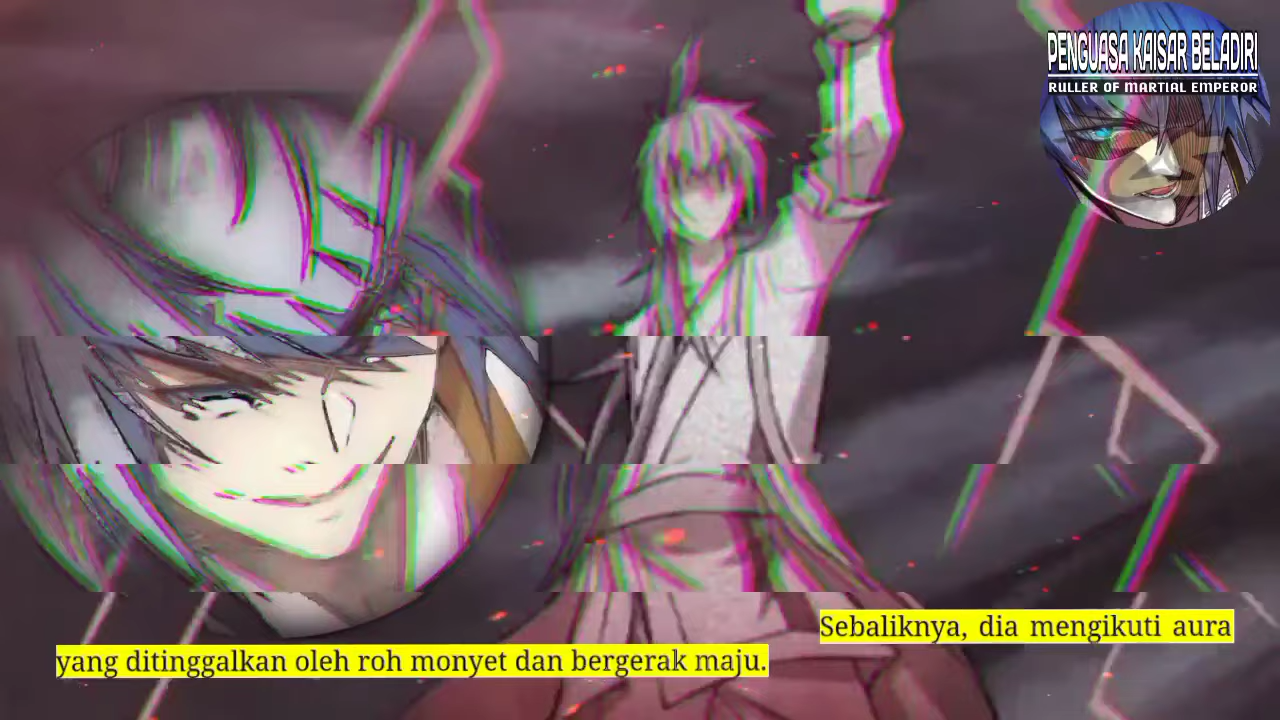 PENGUASA KAISAR BELADIRI
RULLER OF MARTIAL EMPEROR
Sebaliknya, dia mengikuti aura
yang ditinggalkan oleh roh monyet dan bergerak maju.